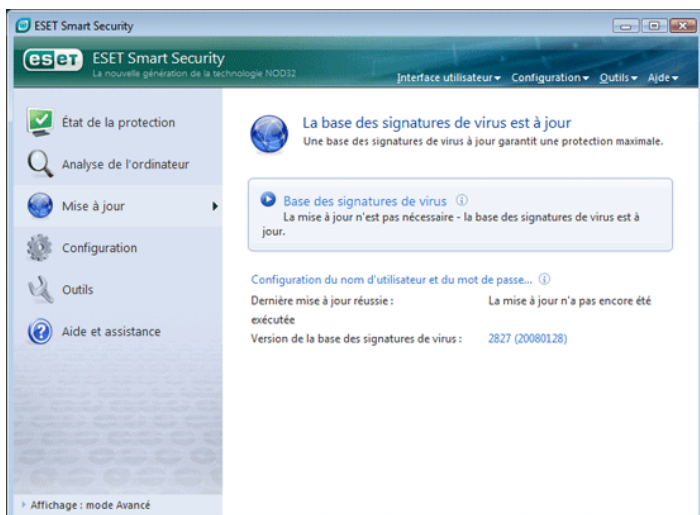 ESET Smart Security
eseT ESET Smart Security
La nouvelle génération de la technologie NOD32
Interface utilisateur Configuration Outils Aide
État de la protection
Analyse de l'ordinateur
Mise à jour
Configuration
Outils
Aide et assistance
Affichage : mode Avancé
La base des signatures de virus est à jour
Une base des signatures de virus à jour garantit une protection maximale.
Base des signatures de virus
La mise à jour n'est pas nécessaire - la base des signatures de virus est à
jour.
Configuration du nom d'utilisateur et du mot de passe...
Dernière mise à jour réussie : La mise à jour n'a pas encore été
exécutée
Version de la base des signatures de virus : 2827 (20080128)